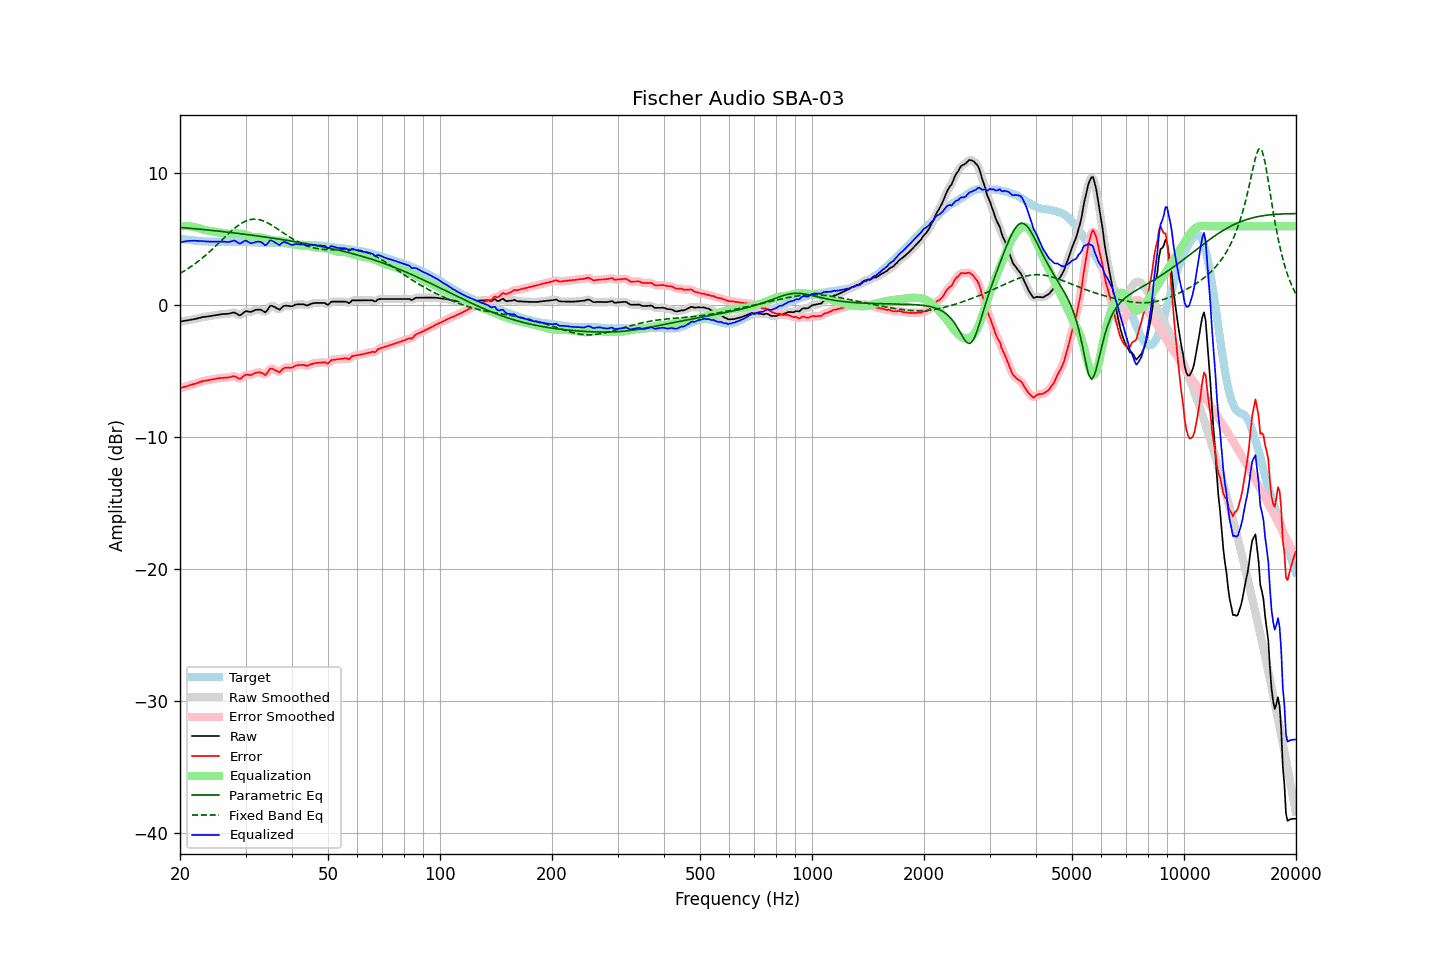 Fischer Audio SBA-03
Amplitude (dBr)
10
0
−10
−20
−30
−40
Target
Raw Smoothed
Error Smoothed
Raw
Error
Equalization
Parametric Eq
Fixed Band Eq
Equalized
20 50 100 200 500 1000 2000 5000 10000 20000
Frequency (Hz)